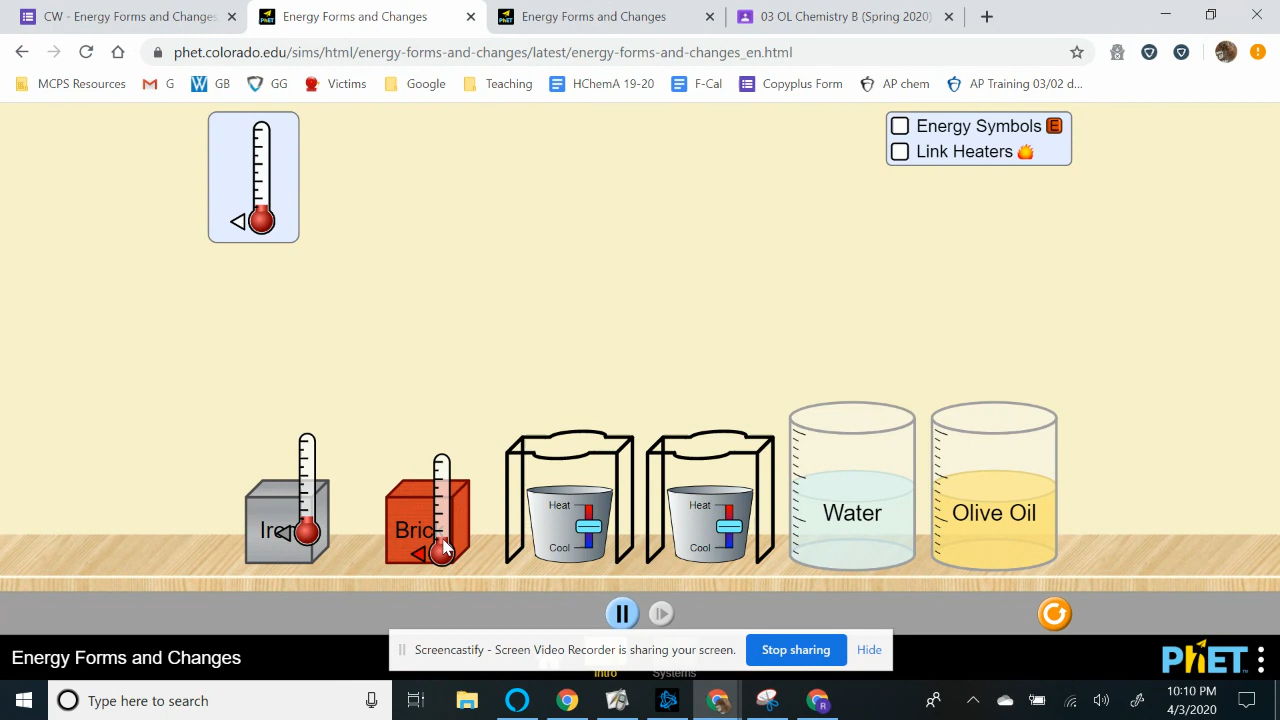 CW - Energy Forms and Changes
Energy Forms and Changes
Energy Forms and Changes
03 OL Chemistry B (Spring 2020)
phet.colorado.edu/sims/html/energy-forms-and-changes/latest/energy-forms-and-changes_en.html
MCPS Resources
G
GB
GG
Victims
Google
Teaching
HChemA 19-20
F-Cal
Copyplus Form
AP chem
AP Training 03/02 d...
Energy Symbols E
Link Heaters
Heat
Heat
Cool
Cool
Water
Olive Oil
Screencastify - Screen Video Recorder is sharing your screen.
Stop sharing
Hide
Energy Forms and Changes
Intro
Systems
PhET
Type here to search
10:10 PM
4/3/2020